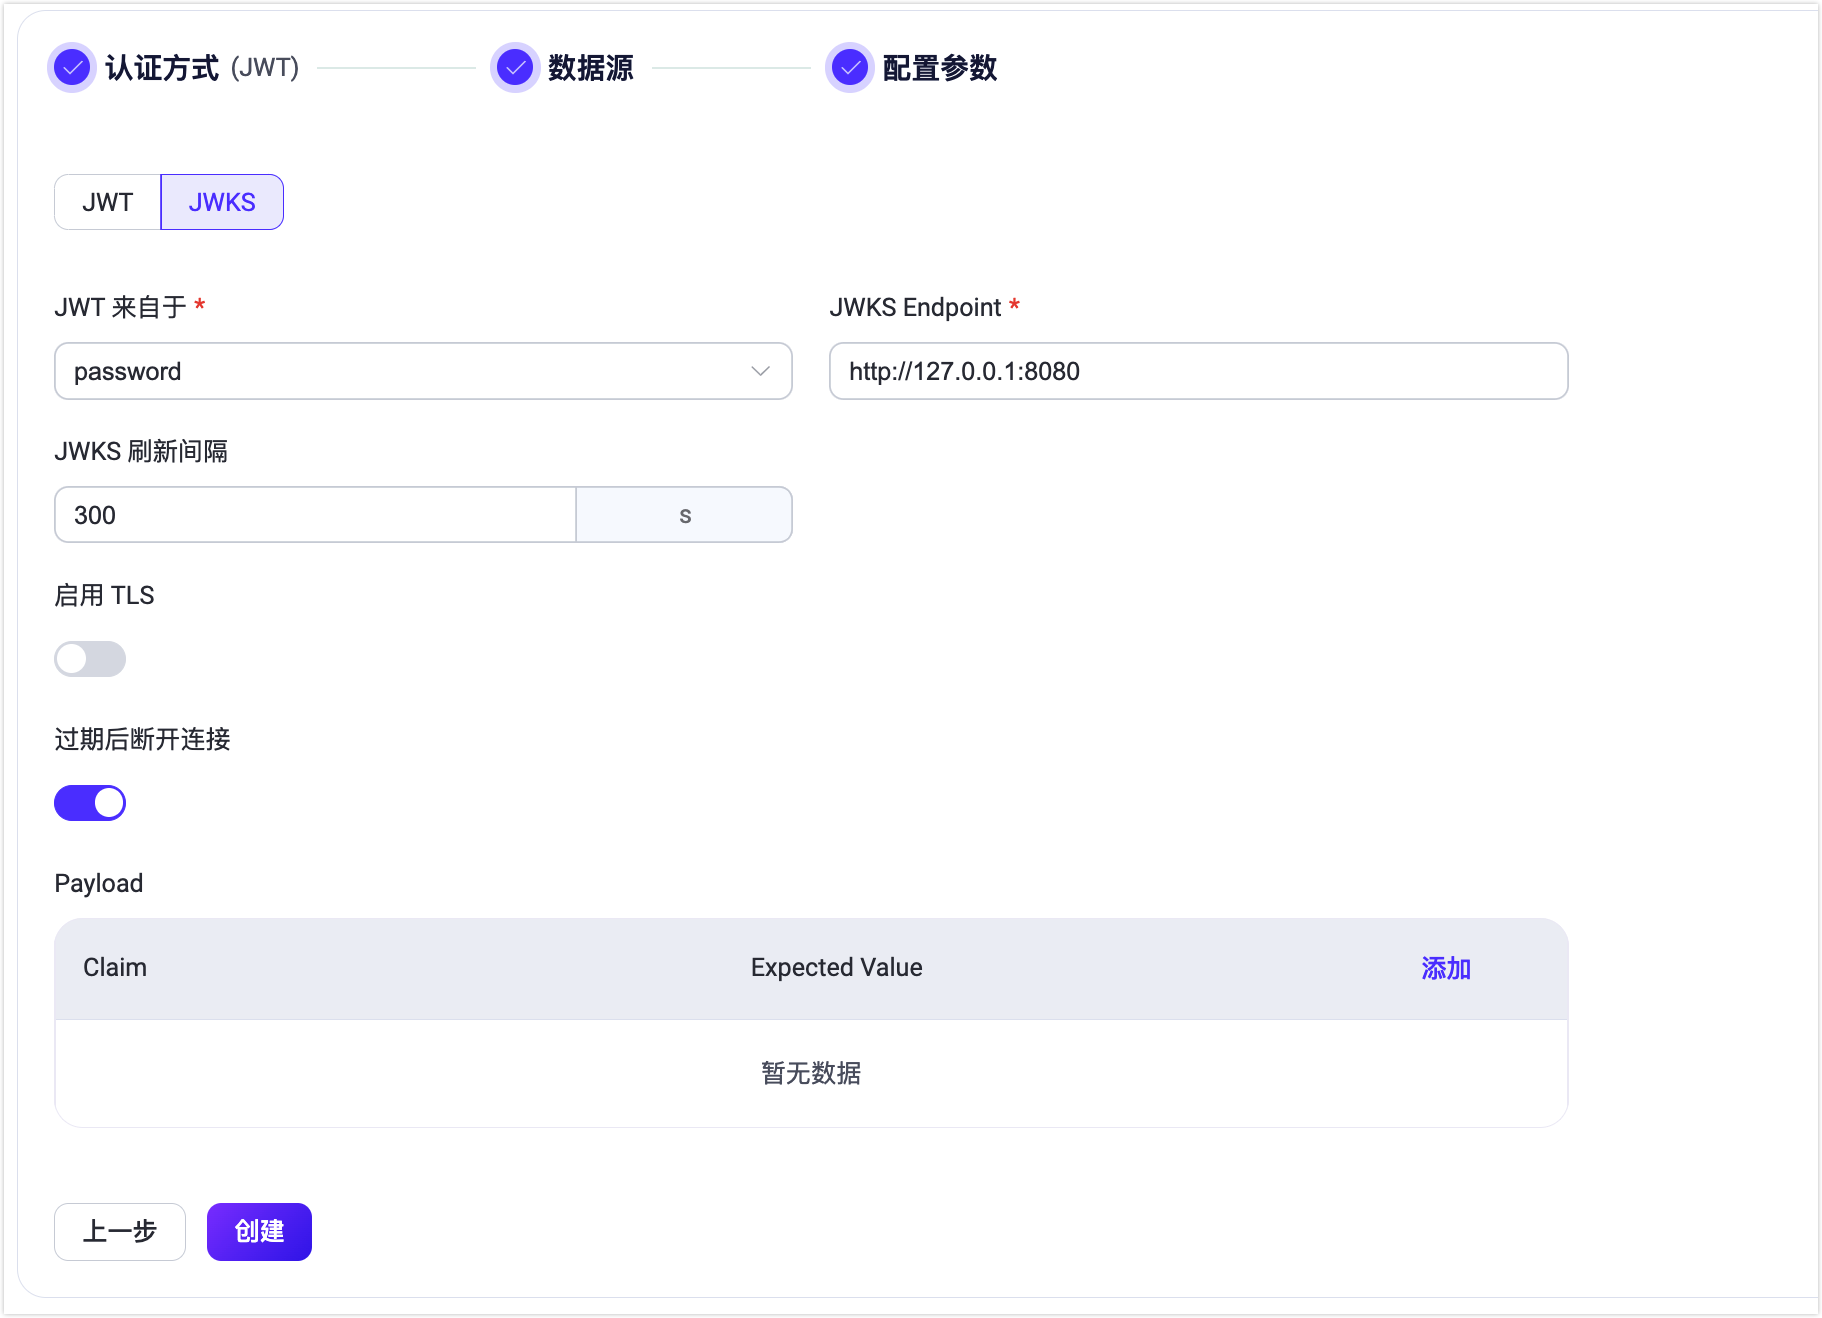 认证方式 (JWT) 数据源 配置参数
JWT JWKS
JWT 来自于 * JWKS Endpoint *
password http://127.0.0.1:8080
JWKS 刷新间隔
300 s
启用 TLS
过期后断开连接
Payload
Claim Expected Value 添加
暂无数据
上一步 创建